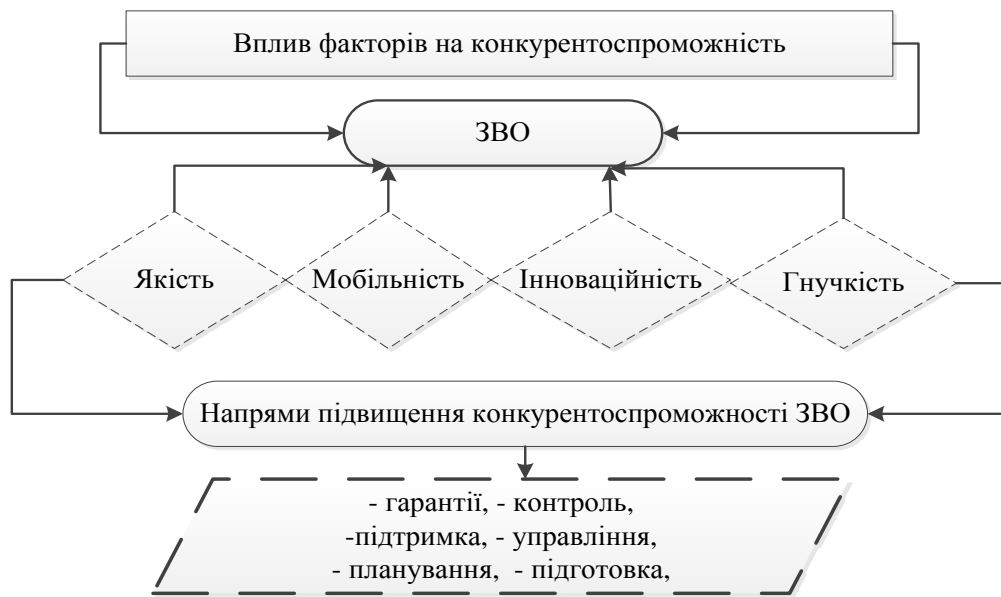 Вплив факторів на конкурентоспроможність
ЗВО
Якість
Мобільність
Інноваційність
Гнучкість
Напрями підвищення конкурентоспроможності ЗВО
- гарантії, - контроль,
-підтримка, - управління,
- планування, - підготовка,